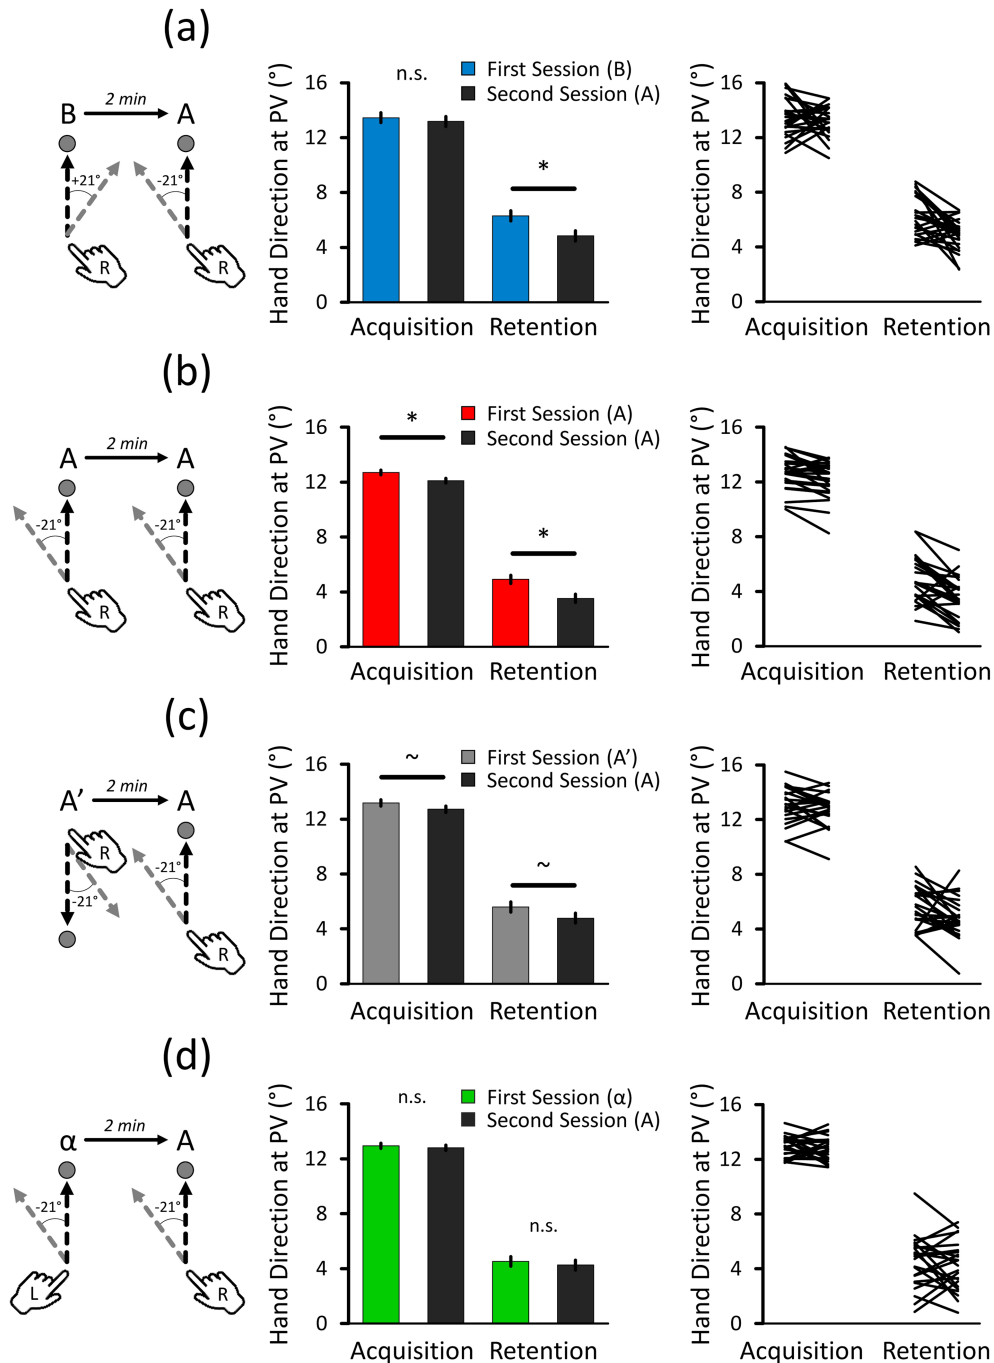 (a)
B 2 min A
+21° -21°
R R
Hand Direction at PV (°)
16
12
8
4
0
n.s.
*
First Session (B)
Second Session (A)
Acquisition Retention
Hand Direction at PV (°)
16
12
8
4
0
Acquisition Retention
(b)
A 2 min A
-21° -21°
R R
Hand Direction at PV (°)
16
12
8
4
0
*
*
First Session (A)
Second Session (A)
Acquisition Retention
Hand Direction at PV (°)
16
12
8
4
0
Acquisition Retention
(c)
A’ 2 min A
R
-21° -21°
R
Hand Direction at PV (°)
16
12
8
4
0
~
~
First Session (A’)
Second Session (A)
Acquisition Retention
Hand Direction at PV (°)
16
12
8
4
0
Acquisition Retention
(d)
α 2 min A
-21° -21°
L R
Hand Direction at PV (°)
16
12
8
4
0
n.s.
n.s.
First Session (α)
Second Session (A)
Acquisition Retention
Hand Direction at PV (°)
16
12
8
4
0
Acquisition Retention